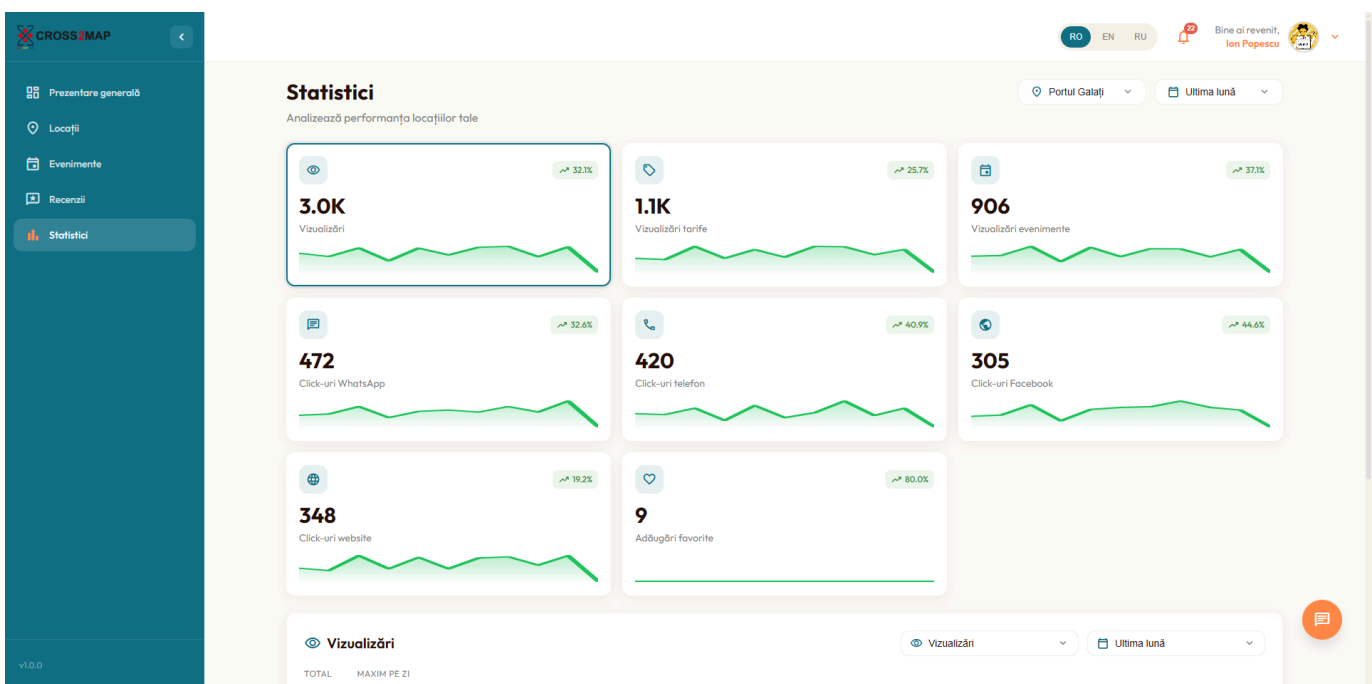 CROSS2MAP
RO EN RU
22
Bine ai revenit,
Ion Popescu
Prezentare generală
Locații
Evenimente
Recenzii
Statistici
v1.0.0
Statistici
Analizează performanța locațiilor tale
Portul Galați
Ultima lună
32.1%
3.0K
Vizualizări
25.7%
1.1K
Vizualizări tarife
37.1%
906
Vizualizări evenimente
32.6%
472
Click-uri WhatsApp
40.9%
420
Click-uri telefon
44.6%
305
Click-uri Facebook
19.2%
348
Click-uri website
80.0%
9
Adăugări favorite
Vizualizări
Vizualizări
Ultima lună
TOTAL MAXIM PE ZI